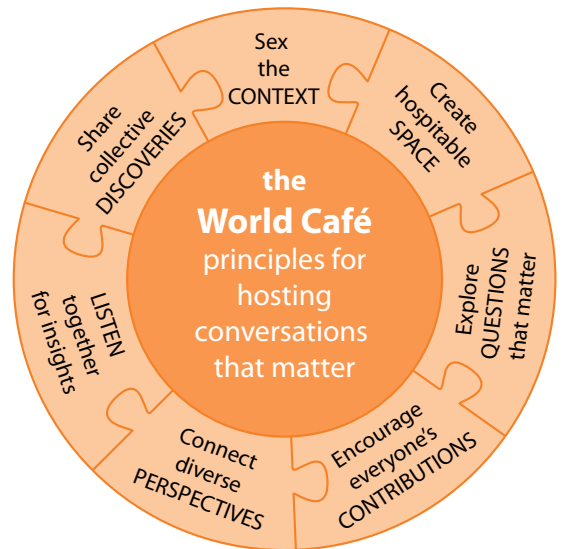 Sex
the
CONTEXT
Create
hospitable
SPACE
Explore
QUESTIONS
that matter
Encourage
everyone's
CONTRIBUTIONS
Connect
diverse
PERSPECTIVES
LISTEN
together
for insights
Share
collective
DISCOVERIES
the
World Café
principles for
hosting
conversations
that matter